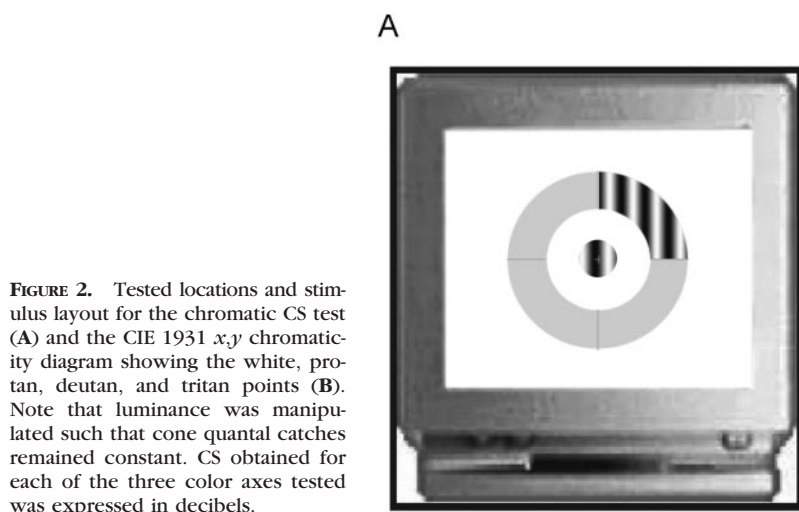 A
FIGURE 2. Tested locations and stim-
ulus layout for the chromatic CS test
(A) and the CIE 1931 x,y chromatic-
ity diagram showing the white, pro-
tan, deutan, and tritan points (B).
Note that luminance was manipu-
lated such that cone quantal catches
remained constant. CS obtained for
each of the three color axes tested
was expressed in decibels.